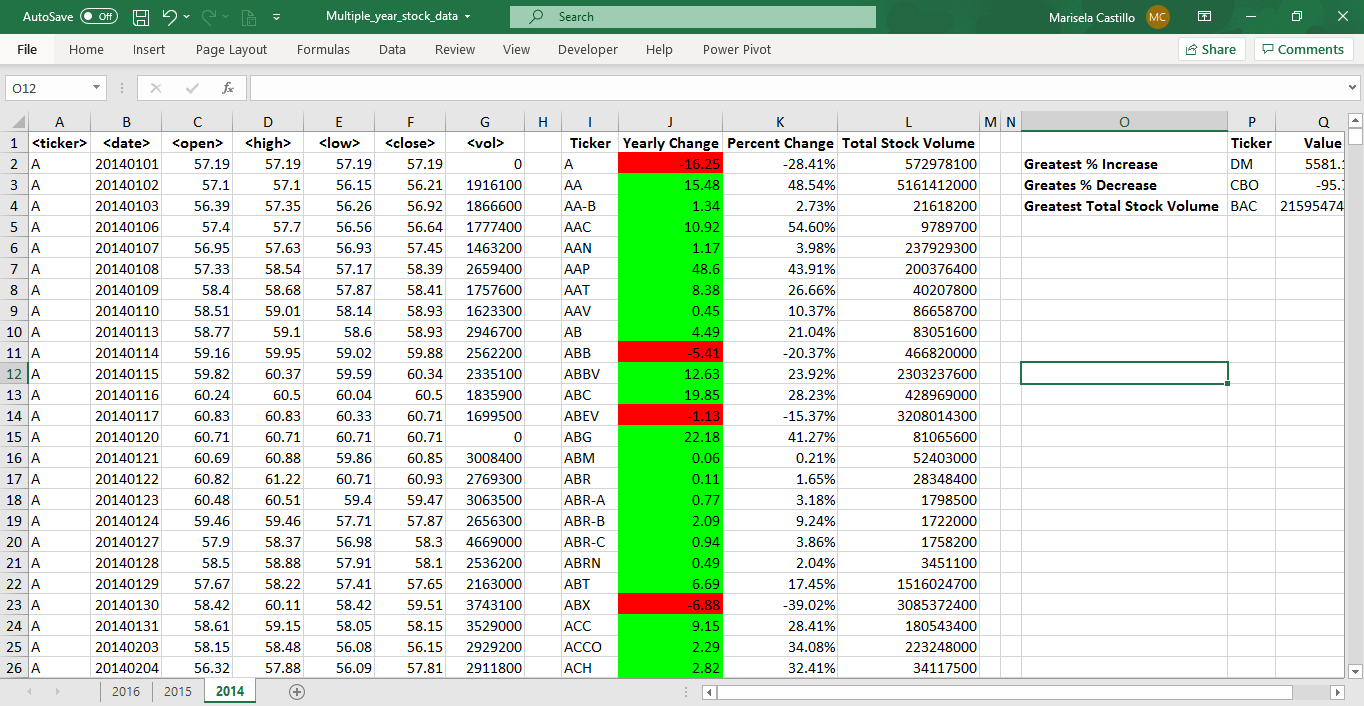 AutoSave Off Multiple_year_stock_data Search Marisela Castillo MC
File Home Insert Page Layout Formulas Data Review View Developer Help Power Pivot Share Comments
O12 fx
A B C D E F G H I J K L M N O P Q
1 <ticker> <date> <open> <high> <low> <close> <vol> Ticker Yearly Change Percent Change Total Stock Volume Ticker Value
2 A 20140101 57.19 57.19 57.19 57.19 0 A -16.25 -28.41% 572978100 Greatest % Increase DM 5581.
3 A 20140102 57.1 57.1 56.15 56.21 1916100 AA 15.48 48.54% 5161412000 Greates % Decrease CBO -95.
4 A 20140103 56.39 57.35 56.26 56.92 1866600 AA-B 1.34 2.73% 21618200 Greatest Total Stock Volume BAC 21595474
5 A 20140106 57.4 57.7 56.56 56.64 1777400 AAC 10.92 54.60% 9789700
6 A 20140107 56.95 57.63 56.93 57.45 1463200 AAN 1.17 3.98% 237929300
7 A 20140108 57.33 58.54 57.17 58.39 2659400 AAP 48.6 43.91% 200376400
8 A 20140109 58.4 58.68 57.87 58.41 1757600 AAT 8.38 26.66% 40207800
9 A 20140110 58.51 59.01 58.14 58.93 1623300 AAV 0.45 10.37% 86658700
10 A 20140113 58.77 59.1 58.6 58.93 2946700 AB 4.49 21.04% 83051600
11 A 20140114 59.16 59.95 59.02 59.88 2562200 ABB -5.41 -20.37% 466820000
12 A 20140115 59.82 60.37 59.59 60.34 2335100 ABBV 12.63 23.92% 2303237600
13 A 20140116 60.24 60.5 60.04 60.5 1835900 ABC 19.85 28.23% 428969000
14 A 20140117 60.83 60.83 60.33 60.71 1699500 ABEV -1.13 -15.37% 3208014300
15 A 20140120 60.71 60.71 60.71 60.71 0 ABG 22.18 41.27% 81065600
16 A 20140121 60.69 60.88 59.86 60.85 3008400 ABM 0.06 0.21% 52403000
17 A 20140122 60.82 61.22 60.71 60.93 2769300 ABR 0.11 1.65% 28348400
18 A 20140123 60.48 60.51 59.4 59.47 3063500 ABR-A 0.77 3.18% 1798500
19 A 20140124 59.46 59.46 57.71 57.87 2656300 ABR-B 2.09 9.24% 1722000
20 A 20140127 57.9 58.37 56.98 58.3 4669000 ABR-C 0.94 3.86% 1758200
21 A 20140128 58.5 58.88 57.91 58.1 2536200 ABRN 0.49 2.04% 3451100
22 A 20140129 57.67 58.22 57.41 57.65 2163000 ABT 6.69 17.45% 1516024700
23 A 20140130 58.42 60.11 58.42 59.51 3743100 ABX -6.88 -39.02% 3085372400
24 A 20140131 58.61 59.15 58.05 58.15 3529000 ACC 9.15 28.41% 180543400
25 A 20140203 58.15 58.48 56.08 56.15 2929200 ACCO 2.29 34.08% 223248000
26 A 20140204 56.32 57.88 56.09 57.81 2911800 ACH 2.82 32.41% 34117500
2016 2015 2014